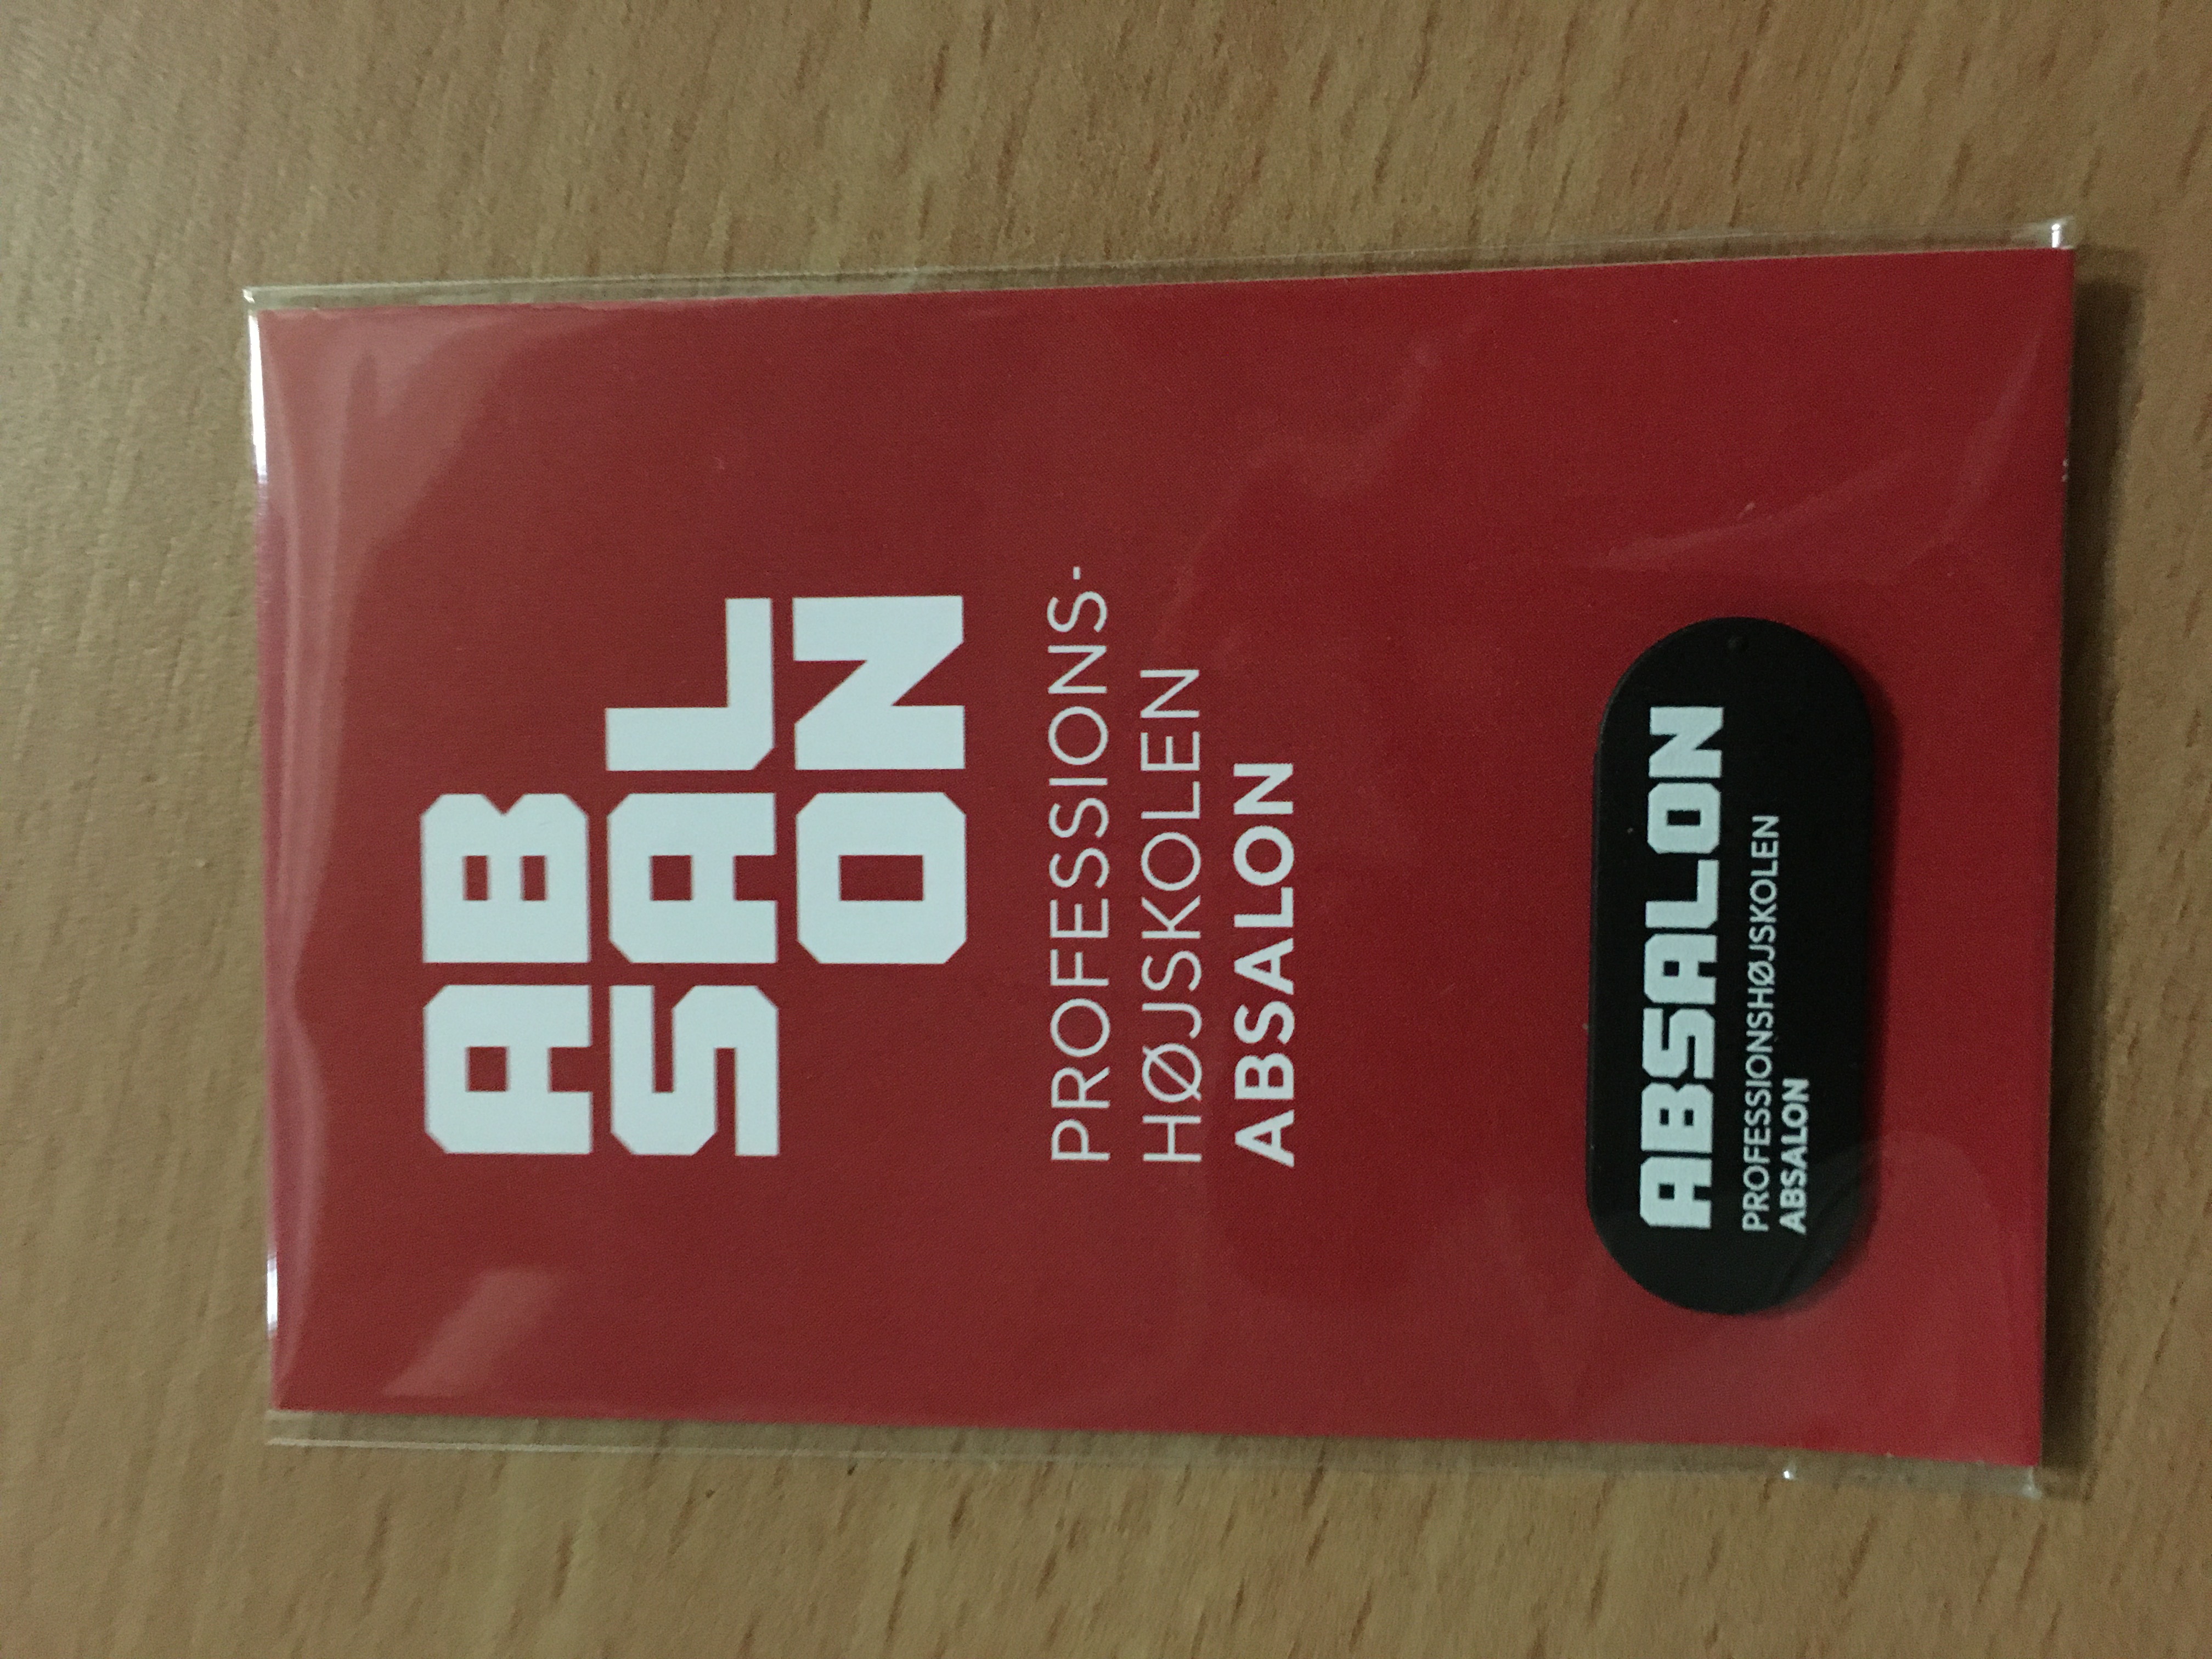 AB
SAL
ON
PROFESSIONS-
HØJSKOLEN
ABSALON
ABSALON
PROFESSIONSHØJSKOLEN
ABSALON